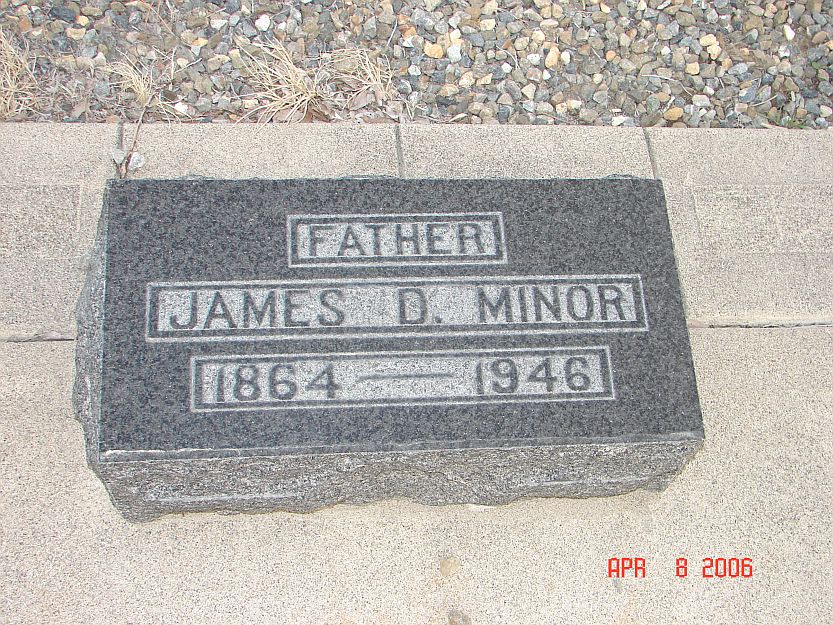 FATHER
JAMES D. MINOR
1864 — 1946
APR 8 2006